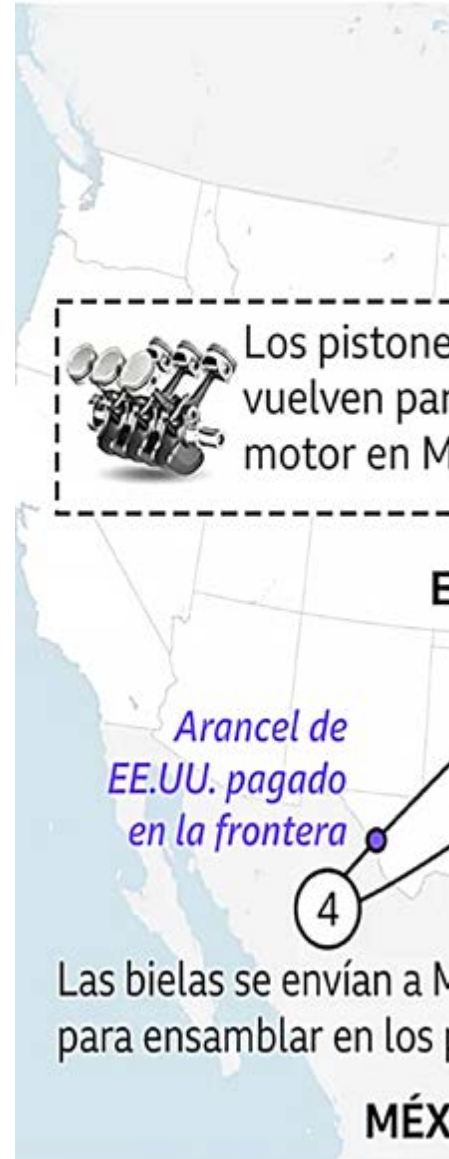 Los pistone
vuelven par
motor en M
E
Arancel de
EE.UU. pagado
en la frontera
4
Las bielas se envían a M
para ensamblar en los p
MÉX